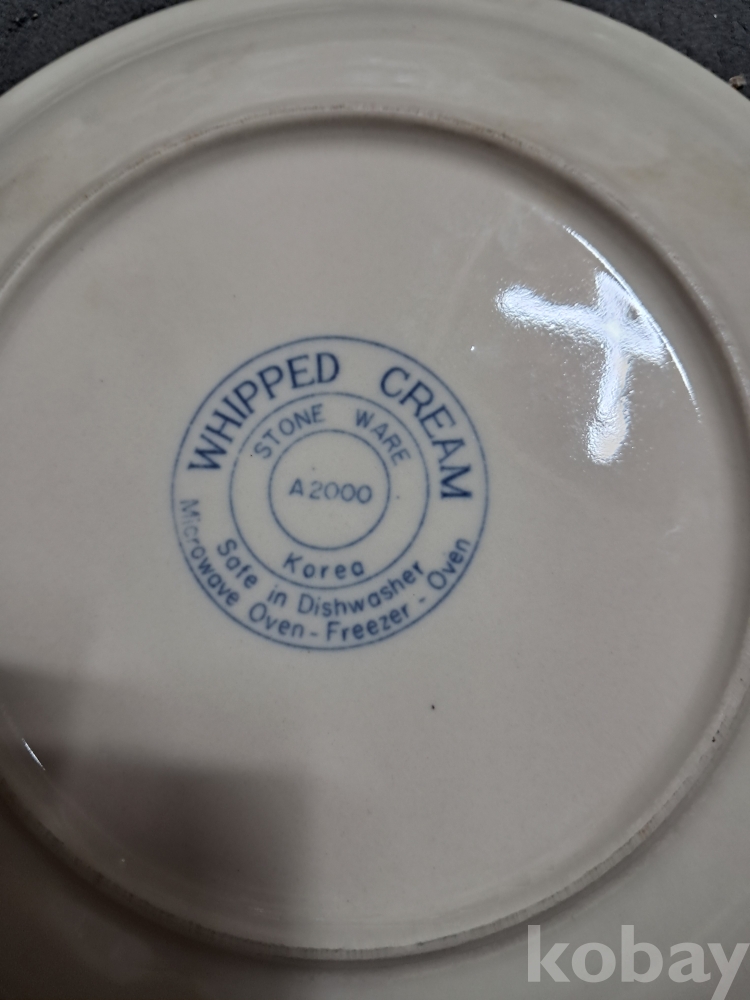 WHIPPED CREAM
STONE WARE
A2000
Korea
Safe in Dishwasher
Microwave Oven - Freezer - Oven
kobay